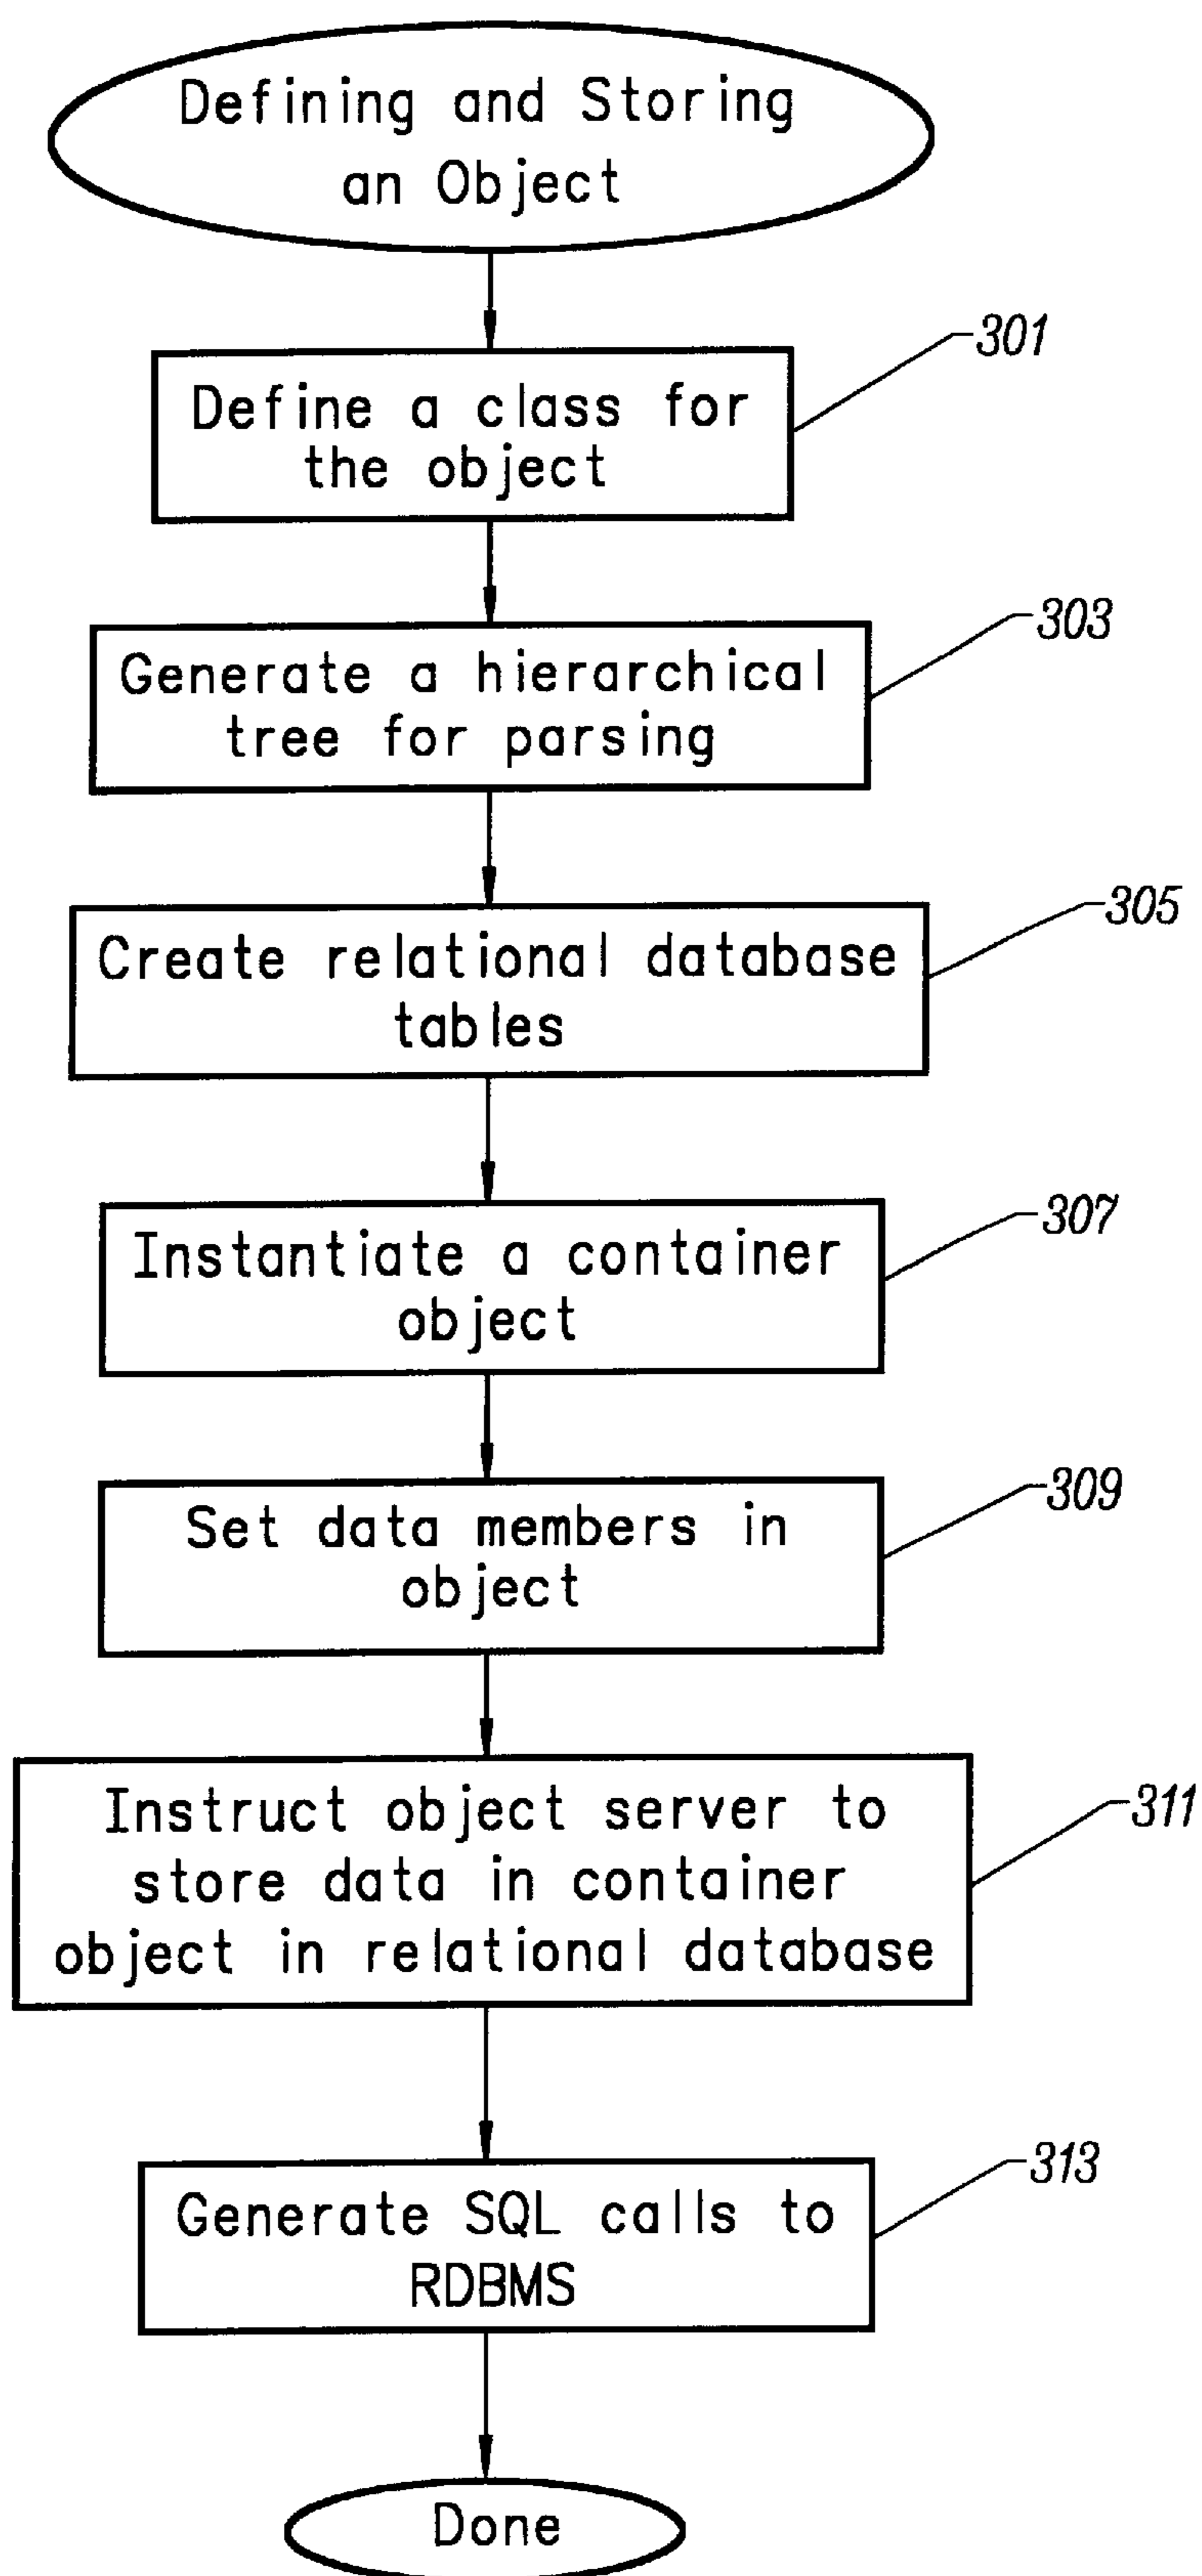 Defining and Storing
an Object
301
Define a class for
the object
303
Generate a hierarchical
tree for parsing
305
Create relational database
tables
307
Instantiate a container
object
309
Set data members in
object
311
Instruct object server to
store data in container
object in relational database
313
Generate SQL calls to
RDBMS
Done